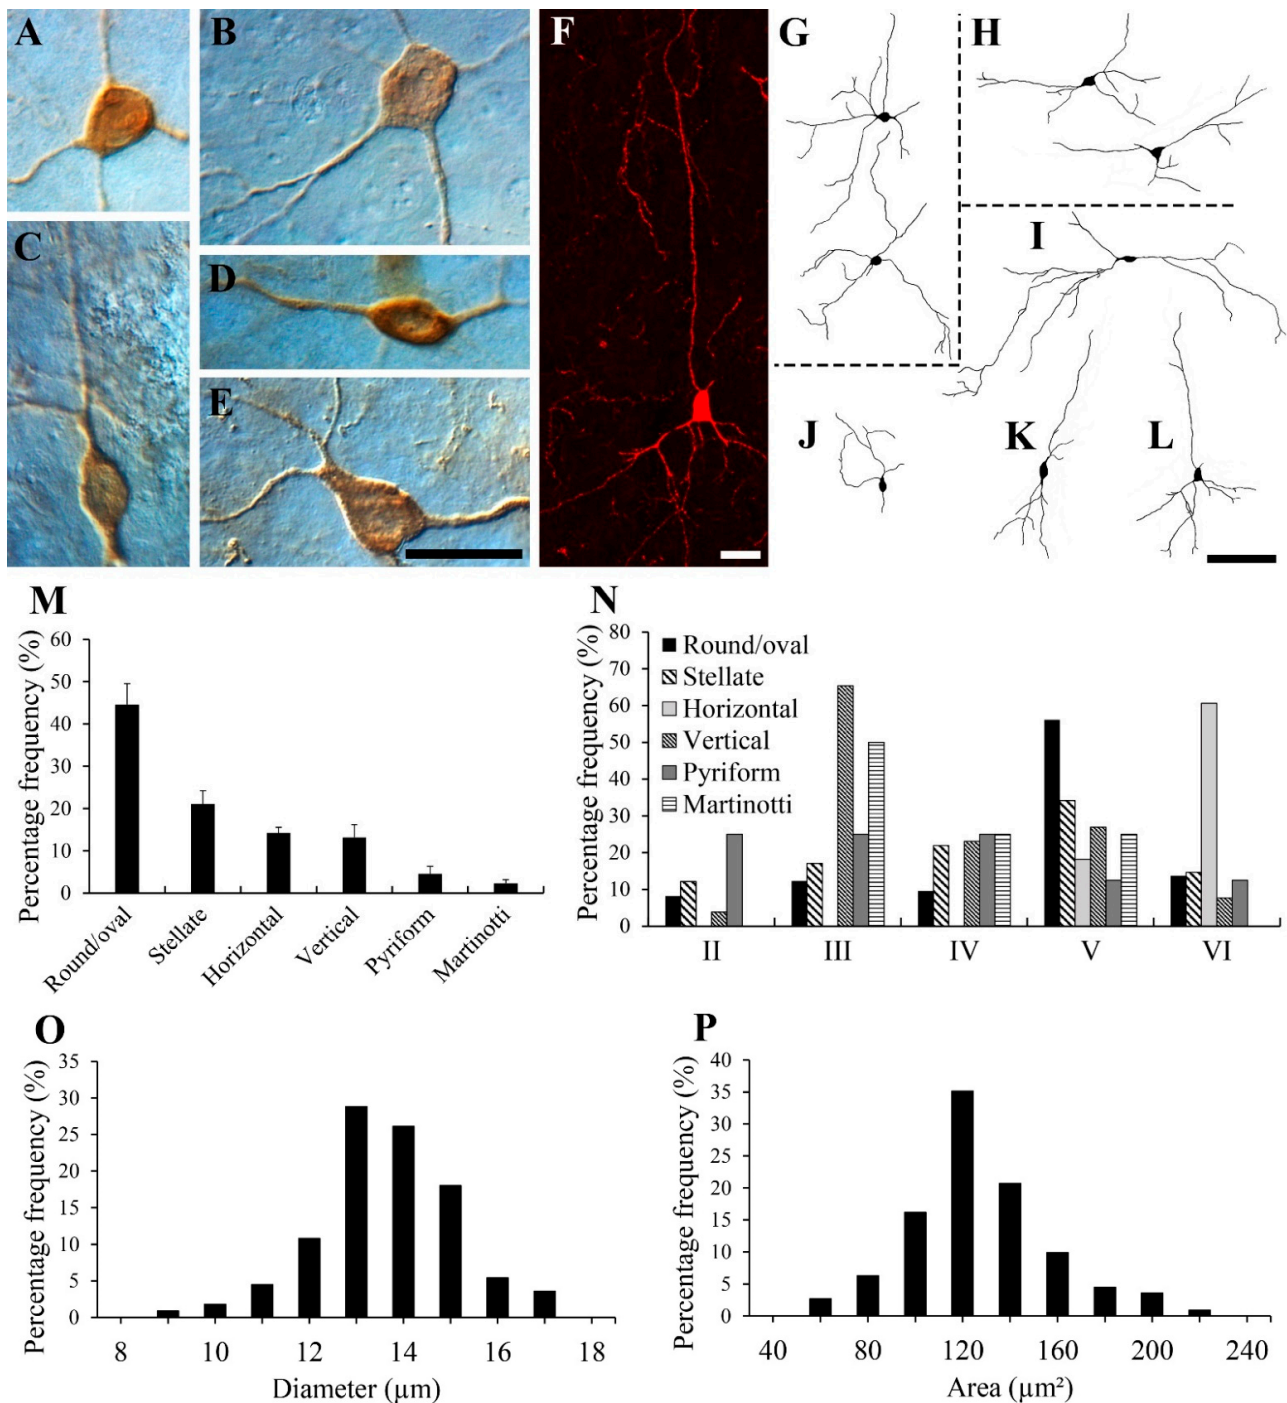 A
B
F
G
H
C
D
E
I
J
K
L
M
Percentage frequency (%)
60
50
40
30
20
10
0
Round/oval
Stellate
Horizontal
Vertical
Pyriform
Martinotti
N
Percentage frequency (%)
80
70
60
50
40
30
20
10
0
Round/oval
Stellate
Horizontal
Vertical
Pyriform
Martinotti
II III IV V VI
O
Percentage frequency (%)
35
30
25
20
15
10
5
0
8 10 12 14 16 18
Diameter (µm)
P
Percentage frequency (%)
40
35
30
25
20
15
10
5
0
40 80 120 160 200 240
Area (µm²)